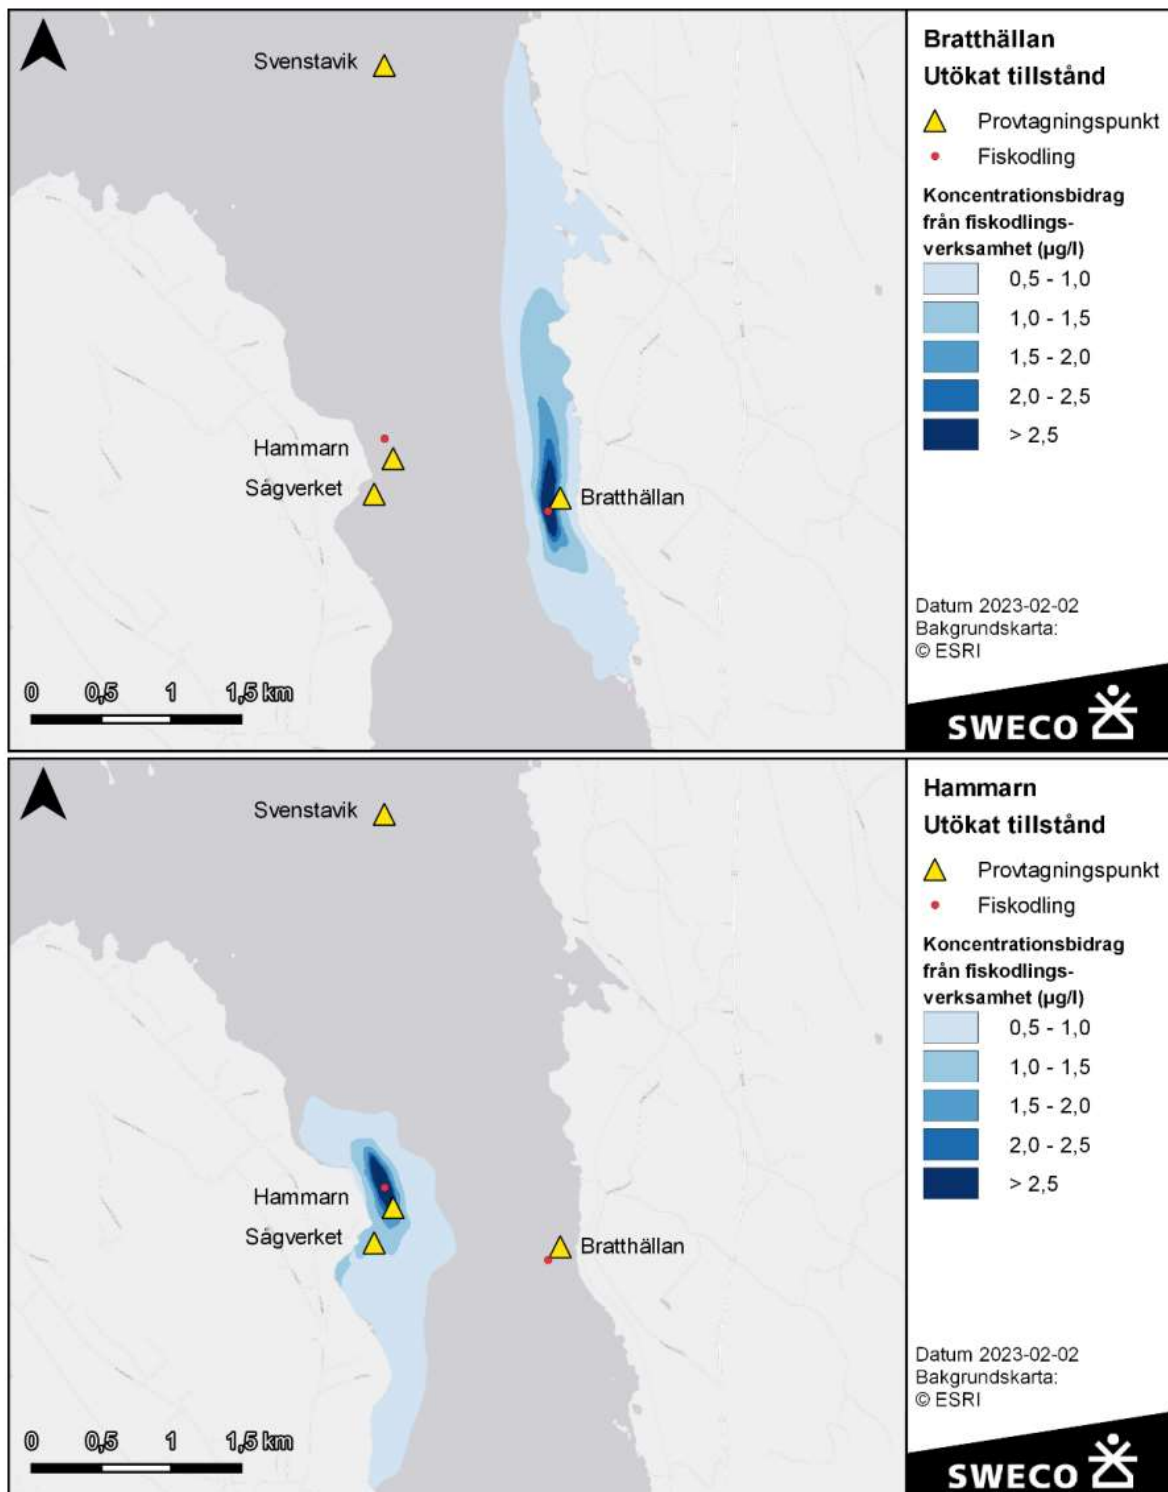 Svenstavik
Hammarn
Sågverket
Bratthällan
0 0,5 1 1,5 km
Bratthällan
Utökat tillstånd
Provtagningspunkt
Fiskodling
Koncentrationsbidrag
från fiskodlings-
verksamhet (µg/l)
0,5 - 1,0
1,0 - 1,5
1,5 - 2,0
2,0 - 2,5
> 2,5
Datum 2023-02-02
Bakgrundskarta:
© ESRI
SWECO
Svenstavik
Hammarn
Sågverket
Bratthällan
0 0,5 1 1,5 km
Hammarn
Utökat tillstånd
Provtagningspunkt
Fiskodling
Koncentrationsbidrag
från fiskodlings-
verksamhet (µg/l)
0,5 - 1,0
1,0 - 1,5
1,5 - 2,0
2,0 - 2,5
> 2,5
Datum 2023-02-02
Bakgrundskarta:
© ESRI
SWECO